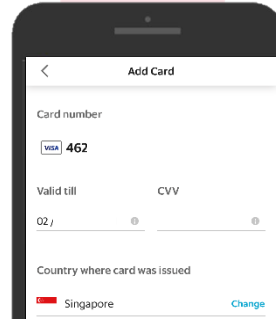 Add Card
Card number
VISA 462
Valid till CVV
02 /
Country where card was issued
Singapore Change